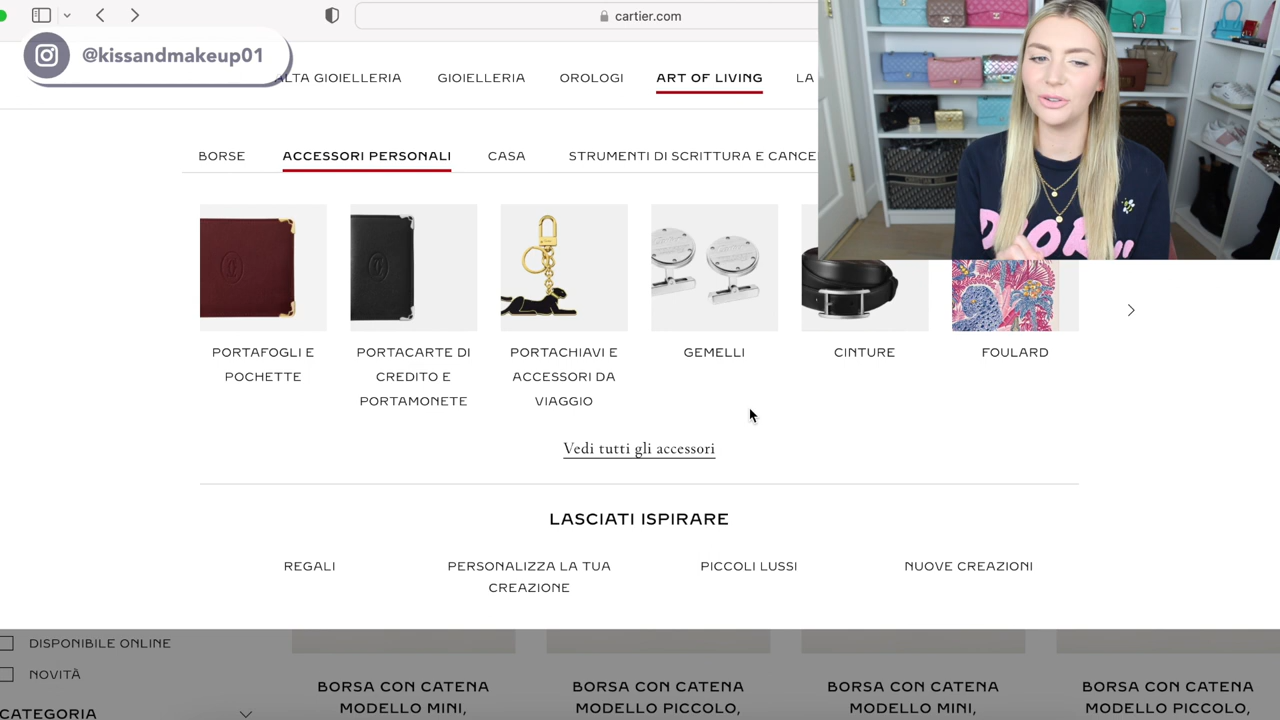 cartier.com
@kissandmakeup01
ALTA GIOIELLERIA
GIOIELLERIA
OROLOGI
ART OF LIVING
LA
BORSE
ACCESSORI PERSONALI
CASA
STRUMENTI DI SCRITTURA E CANCE
PORTAFOGLI E
POCHETTE
PORTACARTE DI
CREDITO E
PORTAMONETE
PORTACHIAVI E
ACCESSORI DA
VIAGGIO
GEMELLI
CINTURE
FOULARD
Vedi tutti gli accessori
LASCIATI ISPIRARE
REGALI
PERSONALIZZA LA TUA
CREAZIONE
PICCOLI LUSSI
NUOVE CREAZIONI
DISPONIBILE ONLINE
NOVITÀ
CATEGORIA
BORSA CON CATENA
MODELLO MINI,
BORSA CON CATENA
MODELLO PICCOLO,
BORSA CON CATENA
MODELLO MINI,
BORSA CON CATENA
MODELLO PICCOLO,